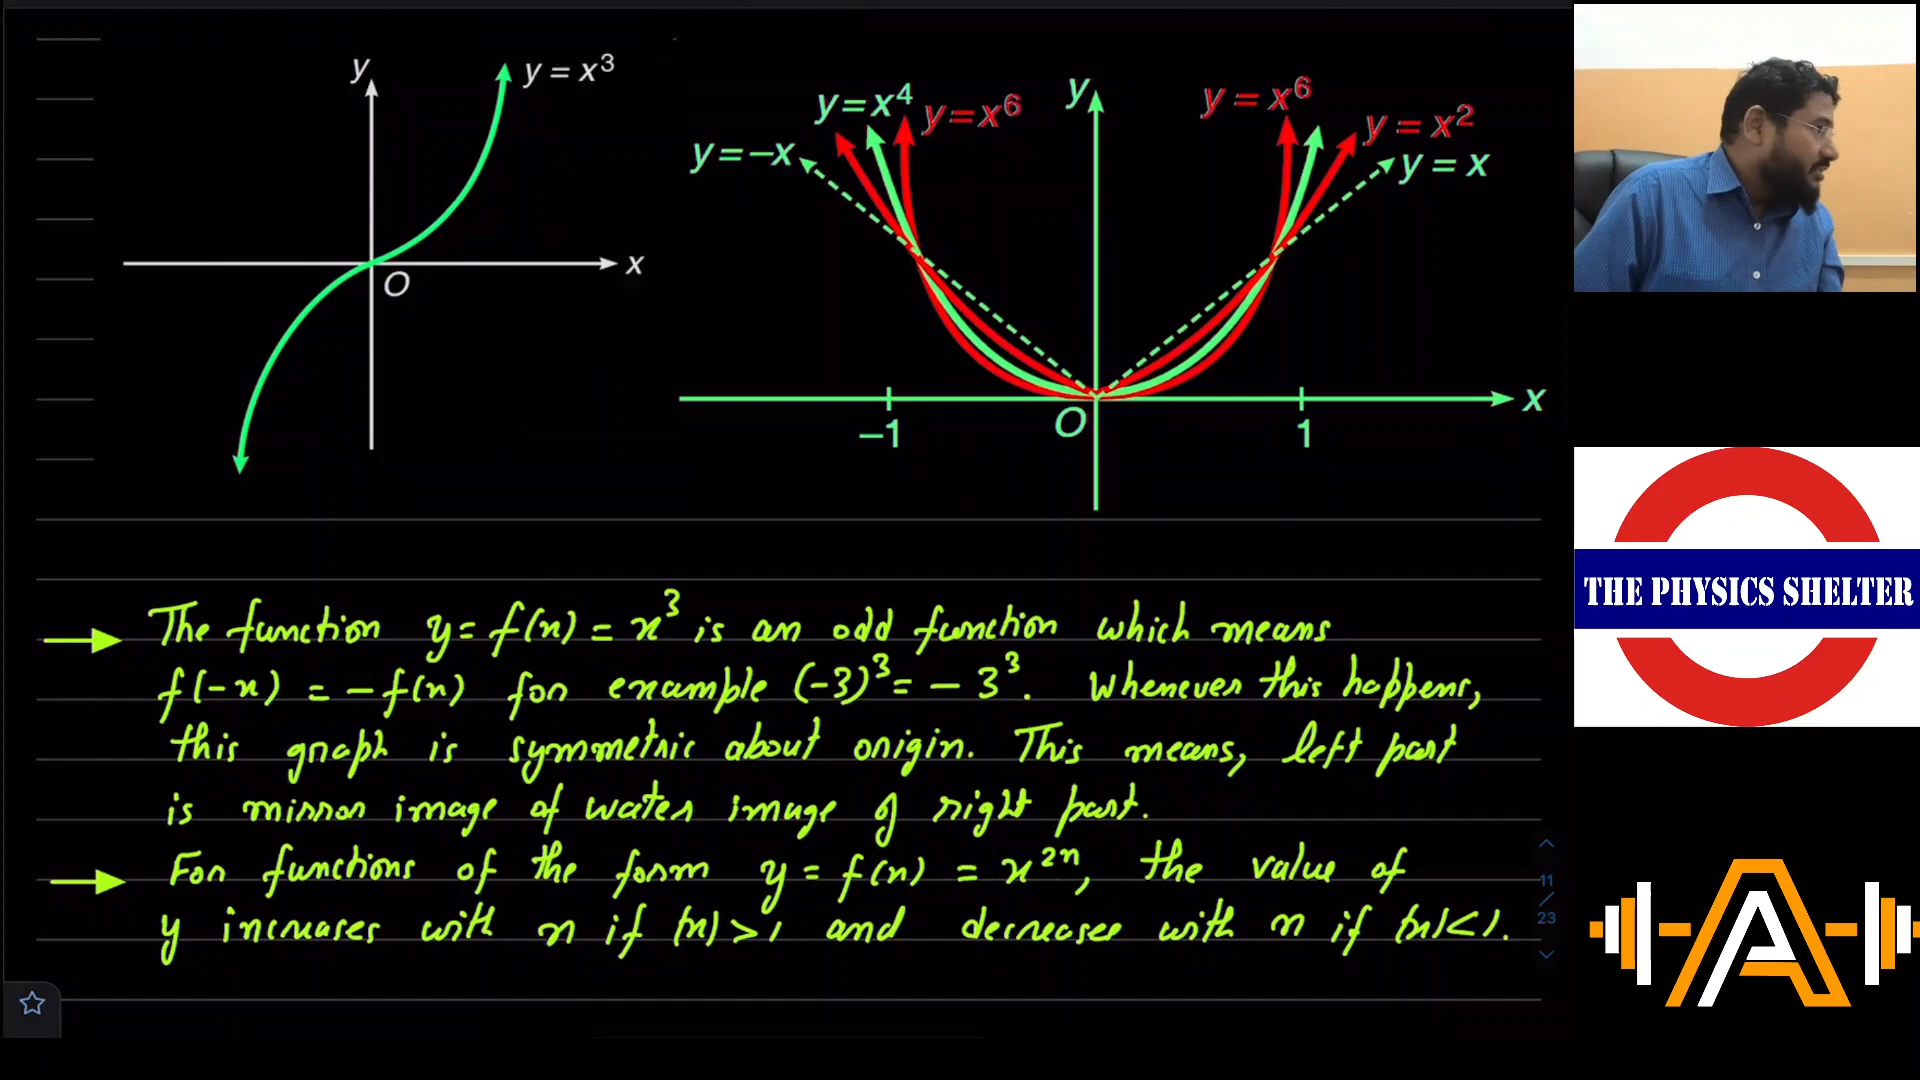 y
y = x³
x
O
y=x⁴
y=x⁶
y
y = x⁶
y = x²
y=-x
y = x
x
-1
O
1
The function y= f(x) = x³ is an odd function which means
f(-x) = -f(x) for example (-3)³= - 3³. Whenever this happens,
this graph is symmetric about origin. This means, left part
is mirror image of water image of right part.
For functions of the form y = f(x) = x²ⁿ, the value of
y increases with n if |x|>1 and decreases with n if |x|<1.
11
/
23
THE PHYSICS SHELTER
A